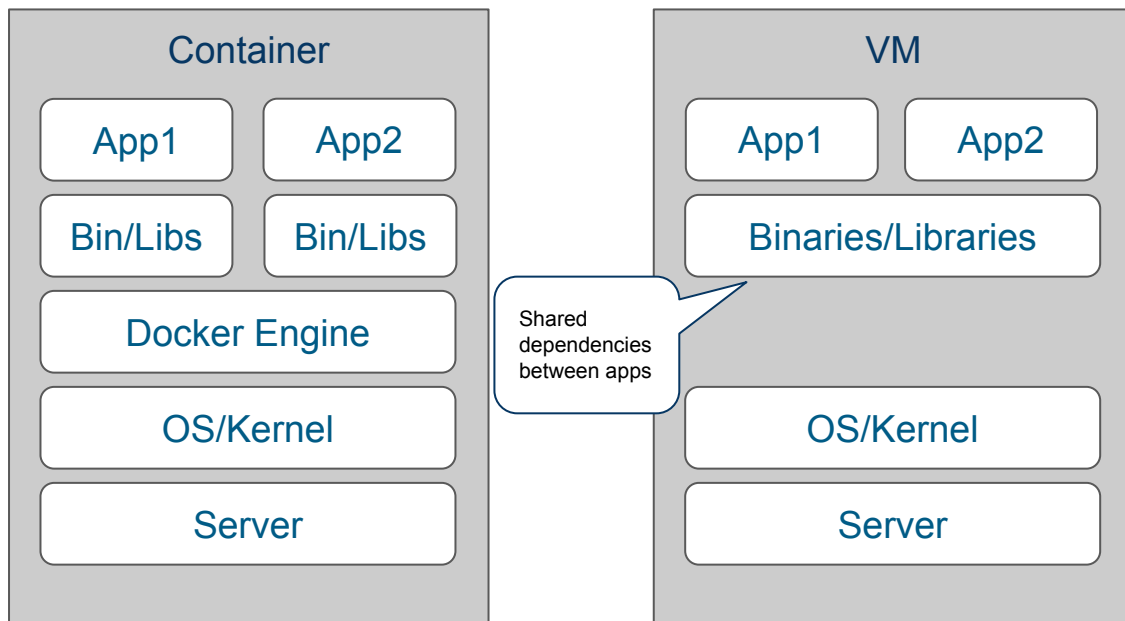 Container
App1
App2
Bin/Libs
Bin/Libs
Docker Engine
OS/Kernel
Server
Shared
dependencies
between apps
VM
App1
App2
Binaries/Libraries
OS/Kernel
Server